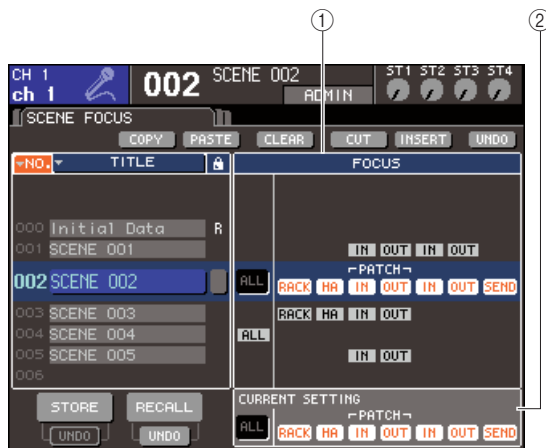 ① ②
CH 1 SCENE 002 ST1 ST2 ST3 ST4
ch 1 002 ADMIN
SCENE FOCUS
COPY PASTE CLEAR CUT INSERT UNDO
NO. TITLE FOCUS
000 Initial Data R
001 SCENE 001 IN OUT IN OUT
PATCH
002 SCENE 002 ALL RACK HA IN OUT IN OUT SEND
003 SCENE 003 RACK HA IN OUT
004 SCENE 004 ALL
005 SCENE 005 IN OUT
006
STORE RECALL CURRENT SETTING
PATCH
UNDO UNDO ALL RACK HA IN OUT IN OUT SEND